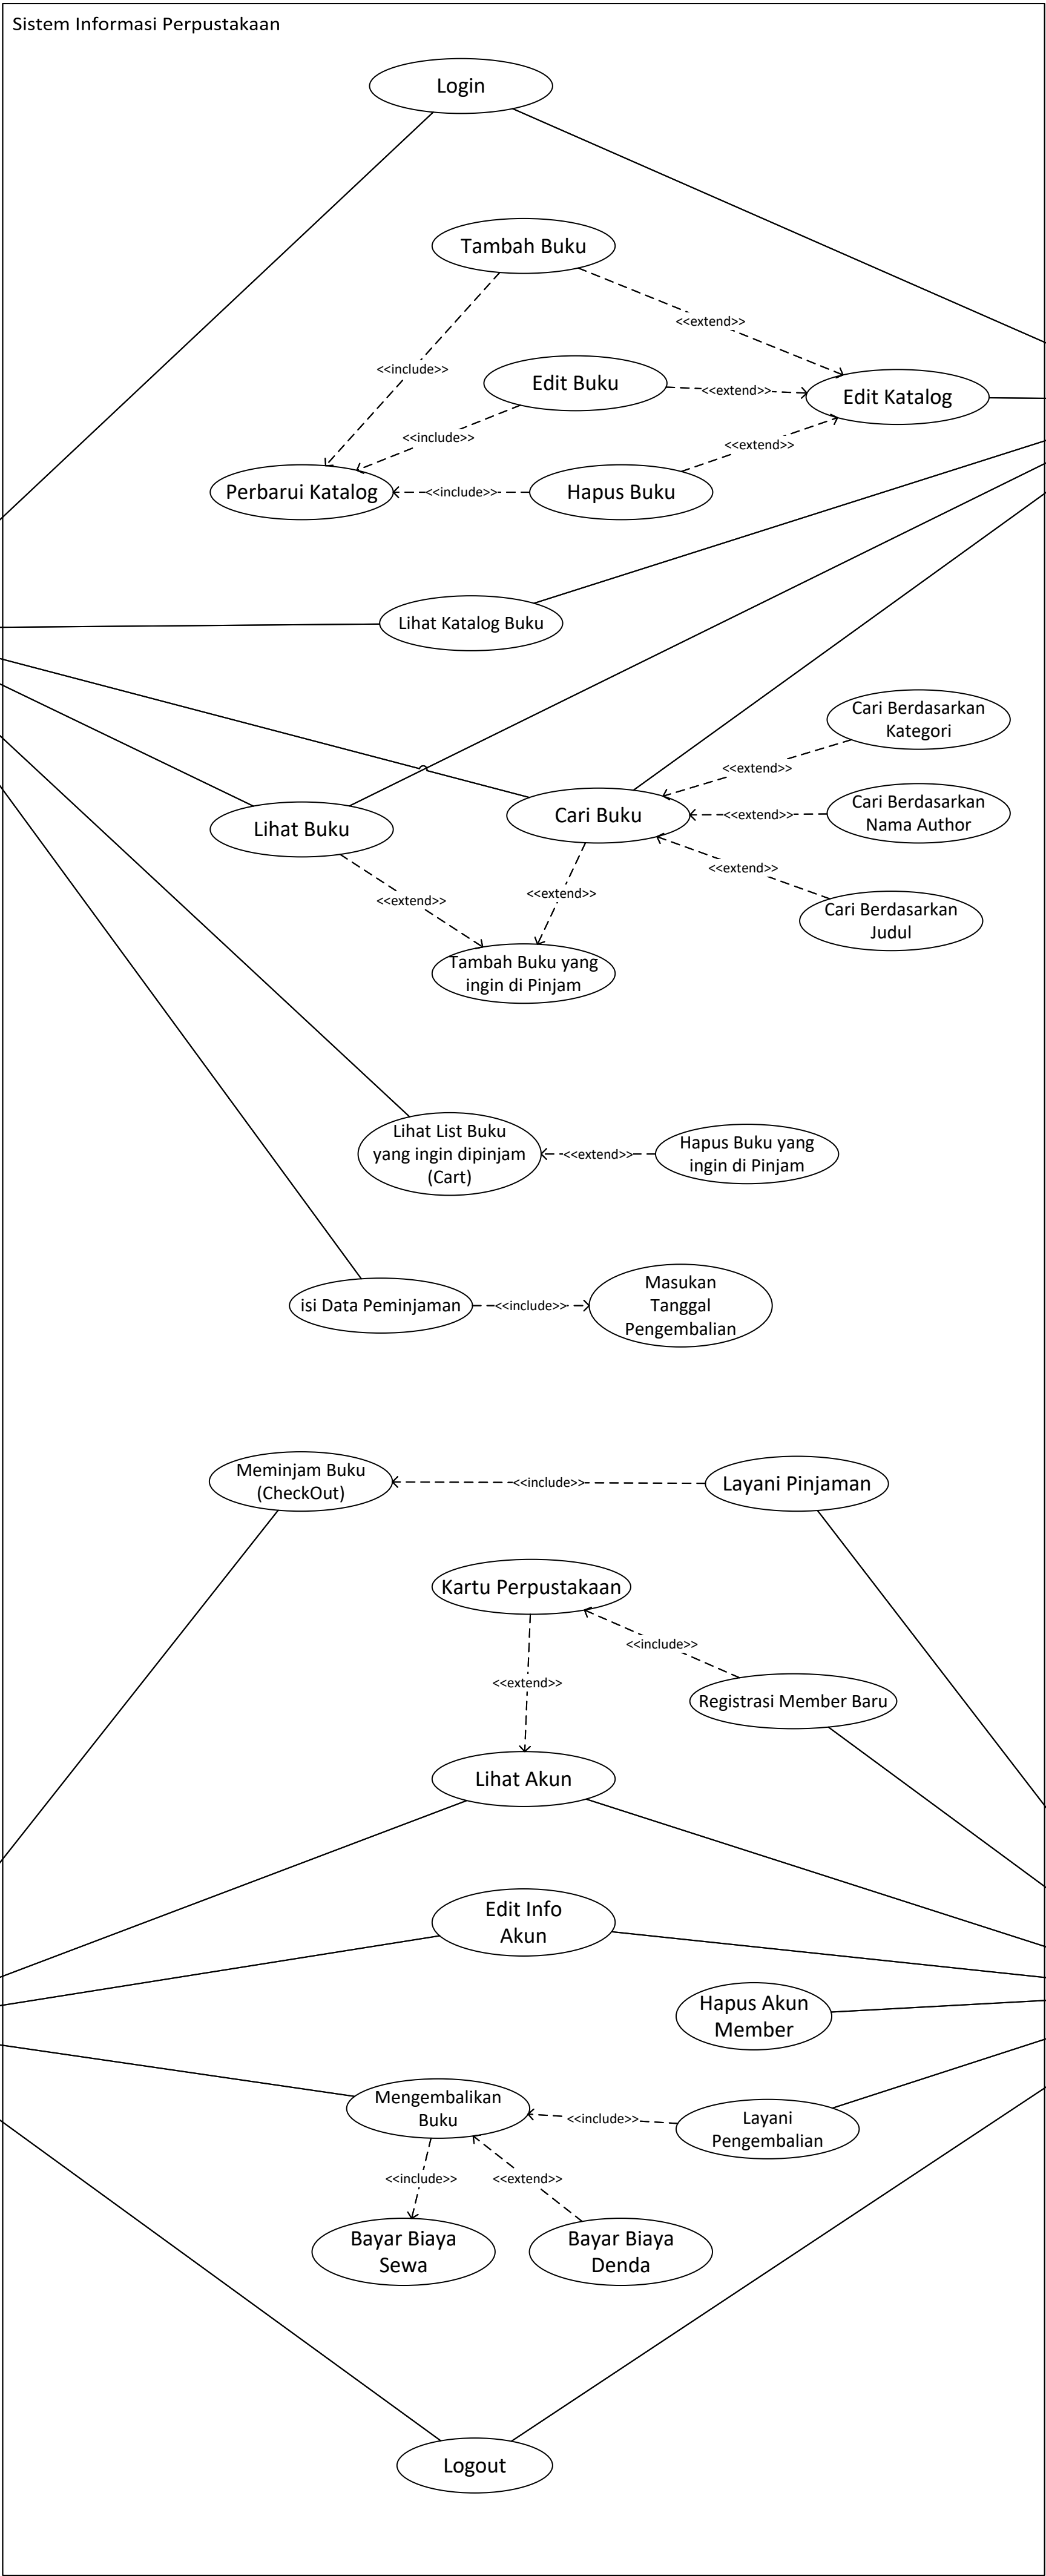 Sistem Informasi Perpustakaan
Login
Tambah Buku
<<extend>>
<<include>>
Edit Buku
<<extend>>
Edit Katalog
<<include>>
<<extend>>
Perbarui Katalog
<<include>>
Hapus Buku
Lihat Katalog Buku
Cari Berdasarkan
Kategori
<<extend>>
Lihat Buku
Cari Buku
<<extend>>
Cari Berdasarkan
Nama Author
<<extend>>
<<extend>>
<<extend>>
Cari Berdasarkan
Judul
Tambah Buku yang
ingin di Pinjam
Lihat List Buku
yang ingin dipinjam
(Cart)
<<extend>>
Hapus Buku yang
ingin di Pinjam
isi Data Peminjaman
<<include>>
Masukan
Tanggal
Pengembalian
Meminjam Buku
(CheckOut)
<<include>>
Layani Pinjaman
Kartu Perpustakaan
<<include>>
<<extend>>
Registrasi Member Baru
Lihat Akun
Edit Info
Akun
Hapus Akun
Member
Mengembalikan
Buku
<<include>>
Layani
Pengembalian
<<include>>
<<extend>>
Bayar Biaya
Sewa
Bayar Biaya
Denda
Logout